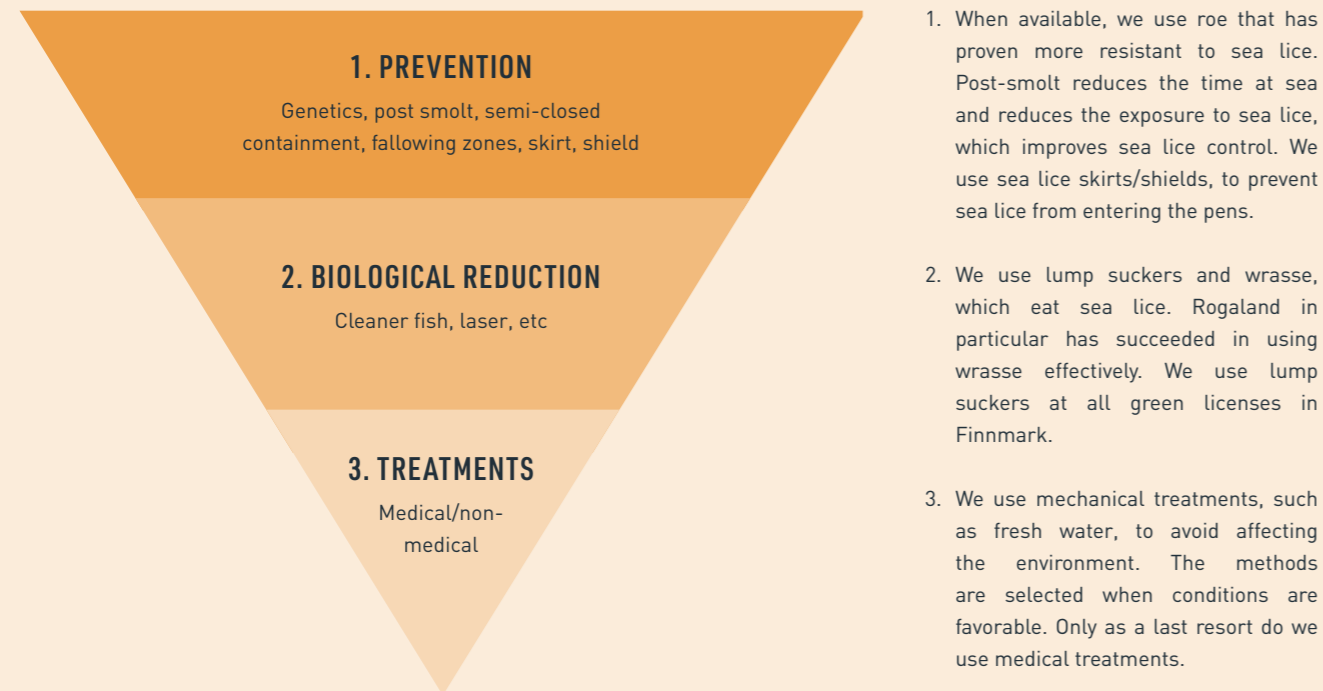 1. PREVENTION
Genetics, post smolt, semi-closed
containment, fallowing zones, skirt, shield
2. BIOLOGICAL REDUCTION
Cleaner fish, laser, etc
3. TREATMENTS
Medical/non-
medical
1. When available, we use roe that has
proven more resistant to sea lice.
Post-smolt reduces the time at sea
and reduces the exposure to sea lice,
which improves sea lice control. We
use sea lice skirts/shields, to prevent
sea lice from entering the pens.
2. We use lump suckers and wrasse,
which eat sea lice. Rogaland in
particular has succeeded in using
wrasse effectively. We use lump
suckers at all green licenses in
Finnmark.
3. We use mechanical treatments, such
as fresh water, to avoid affecting
the environment. The methods
are selected when conditions are
favorable. Only as a last resort do we
use medical treatments.